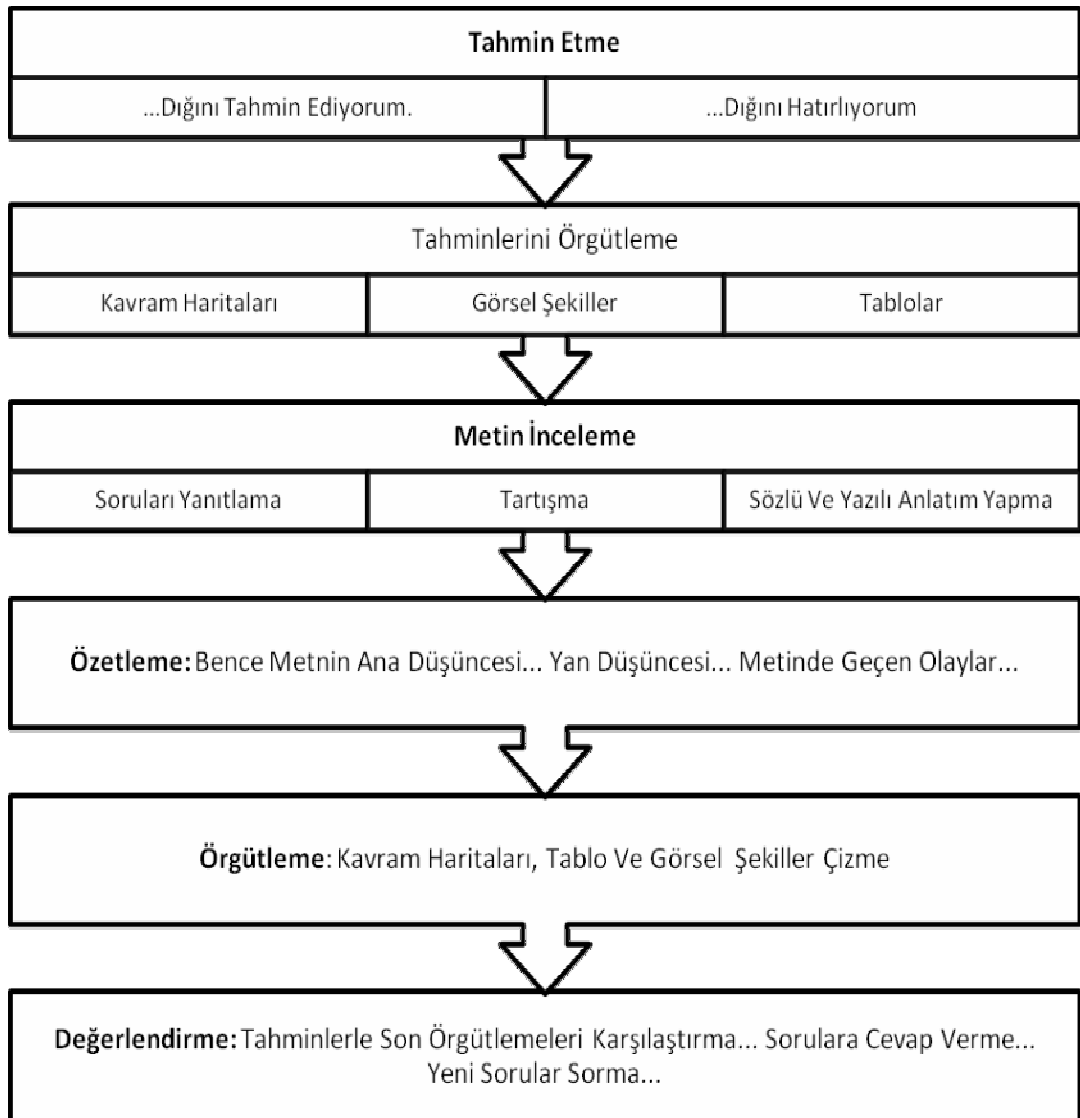 Tahmin Etme
...Dığını Tahmin Ediyorum.
...Dığını Hatırlıyorum
Tahminlerini Örgütleme
Kavram Haritaları
Görsel Şekiller
Tablolar
Metin İnceleme
Soruları Yanıtlama
Tartışma
Sözlü Ve Yazılı Anlatım Yapma
Özetleme: Bence Metnin Ana Düşüncesi... Yan Düşüncesi... Metinde Geçen Olaylar...
Örgütleme: Kavram Haritaları, Tablo Ve Görsel Şekiller Çizme
Değerlendirme: Tahminlerle Son Örgütlemeleri Karşılaştırma... Sorulara Cevap Verme...
Yeni Sorular Sorma...